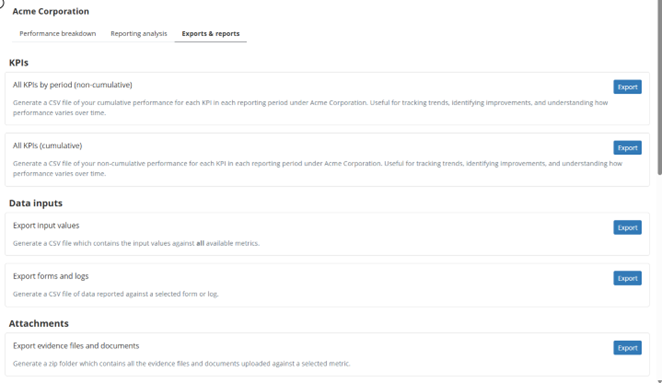 Acme Corporation
Performance breakdown Reporting analysis Exports & reports
KPIs
All KPIs by period (non-cumulative)
Export
Generate a CSV file of your cumulative performance for each KPI in each reporting period under Acme Corporation. Useful for tracking trends, identifying improvements, and understanding how
performance varies over time.
All KPIs (cumulative)
Export
Generate a CSV file of your non-cumulative performance for each KPI in each reporting period under Acme Corporation. Useful for tracking trends, identifying improvements, and understanding how
performance varies over time.
Data inputs
Export input values
Export
Generate a CSV file which contains the input values against all available metrics.
Export forms and logs
Export
Generate a CSV file of data reported against a selected form or log.
Attachments
Export evidence files and documents
Export
Generate a zip folder which contains all the evidence files and documents uploaded against a selected metric.